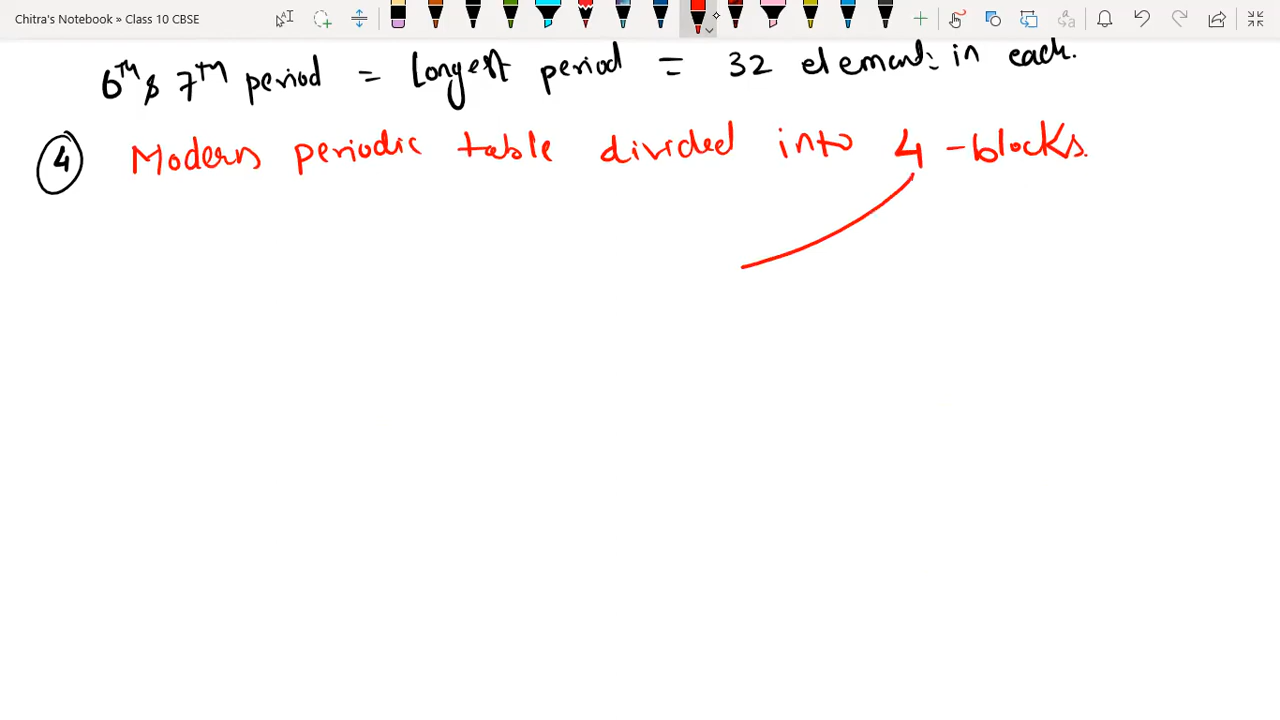 Chitra's Notebook » Class 10 CBSE
6th & 7th period = Longest period = 32 elements in each.
4 Modern periodic table divided into 4 - blocks.